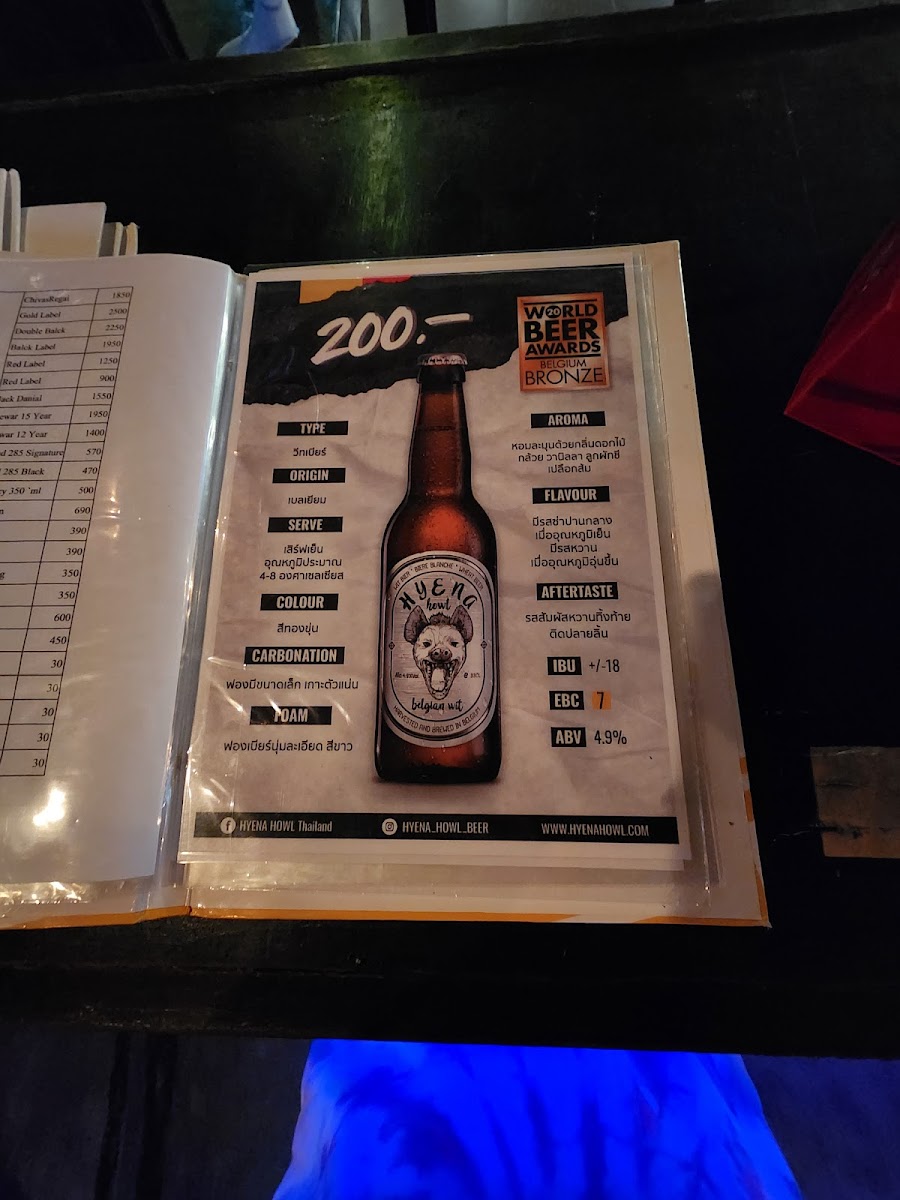 ChivasRegai 1850
Gold Label 2500
Double Balck 2250
Balck Label 1950
Red Label 1250
Red Label 900
Danial 1550
15 Year 1950
12 Year 1400
285 Signature 570
285 Black 470
350 `ml 500
690
390
390
350
350
600
450
30
30
30
30
30
200.-
WORLD
20
BEER
AWARDS
BELGIUM
BRONZE
TYPE
วีทเบียร์
ORIGIN
เบลเยียม
SERVE
เสิร์ฟเย็น
อุณหภูมิประมาณ
4-8 องศาเซลเซียส
COLOUR
สีทองขุ่น
CARBONATION
ฟองมีขนาดเล็ก เกาะตัวแน่น
FOAM
ฟองเบียร์นุ่มละเอียด สีขาว
BIÈRE BLANCHE
HYENA
howl
belgian wit
HARVESTED AND BREWED IN BELGIUM
AROMA
หอมละมุนด้วยกลิ่นดอกไม้
กล้วย วานิลลา ลูกผักชี
เปลือกส้ม
FLAVOUR
มีรสซ่าปานกลาง
เมื่ออุณหภูมิเย็น
มีรสหวาน
เมื่ออุณหภูมิอุ่นขึ้น
AFTERTASTE
รสสัมผัสหวานทิ้งท้าย
ติดปลายลิ้น
IBU +/-18
EBC 7
ABV 4.9%
HYENA HOWL Thailand
HYENA_HOWL_BEER
WWW.HYENAHOWL.COM